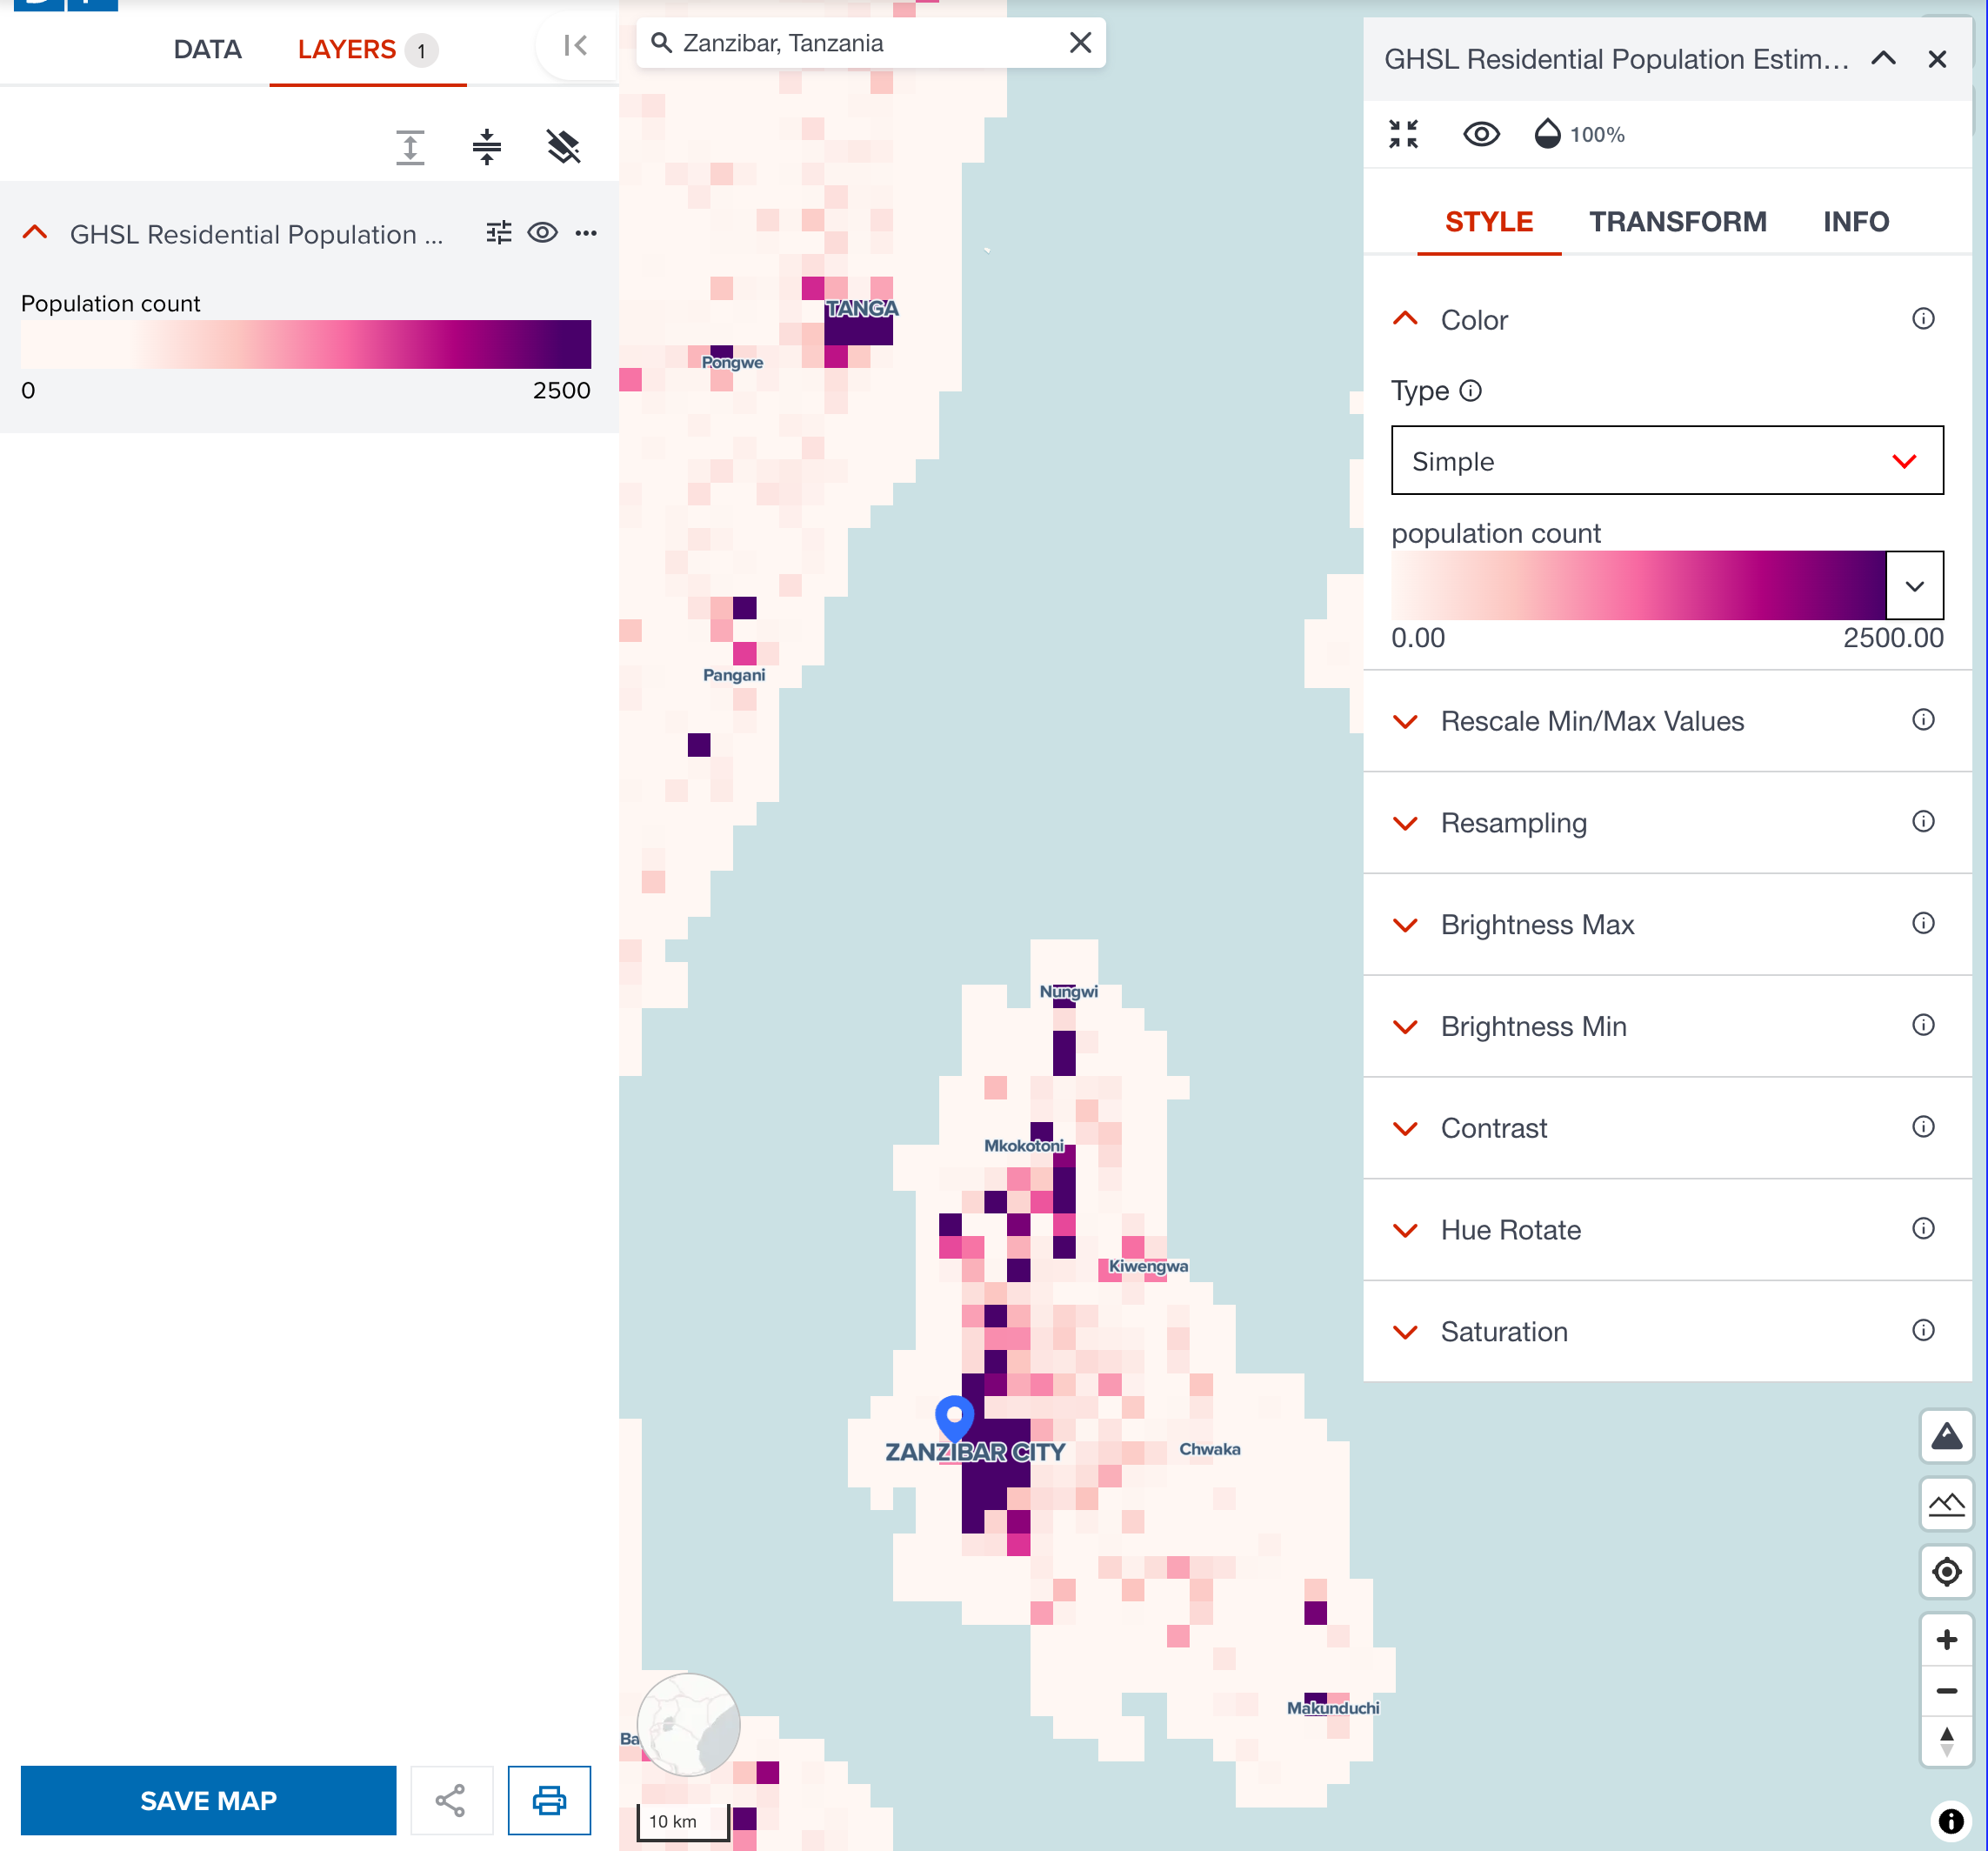 DATA
LAYERS 1
GHSL Residential Population ...
Population count
0 2500
SAVE MAP
Zanzibar, Tanzania
TANGA
Pongwe
Pangani
Nungwi
Mkokotoni
Kiwengwa
ZANZIBAR CITY
Chwaka
Makunduchi
Ba
10 km
GHSL Residential Population Estim...
100%
STYLE TRANSFORM INFO
Color
Type
Simple
population count
0.00 2500.00
Rescale Min/Max Values
Resampling
Brightness Max
Brightness Min
Contrast
Hue Rotate
Saturation